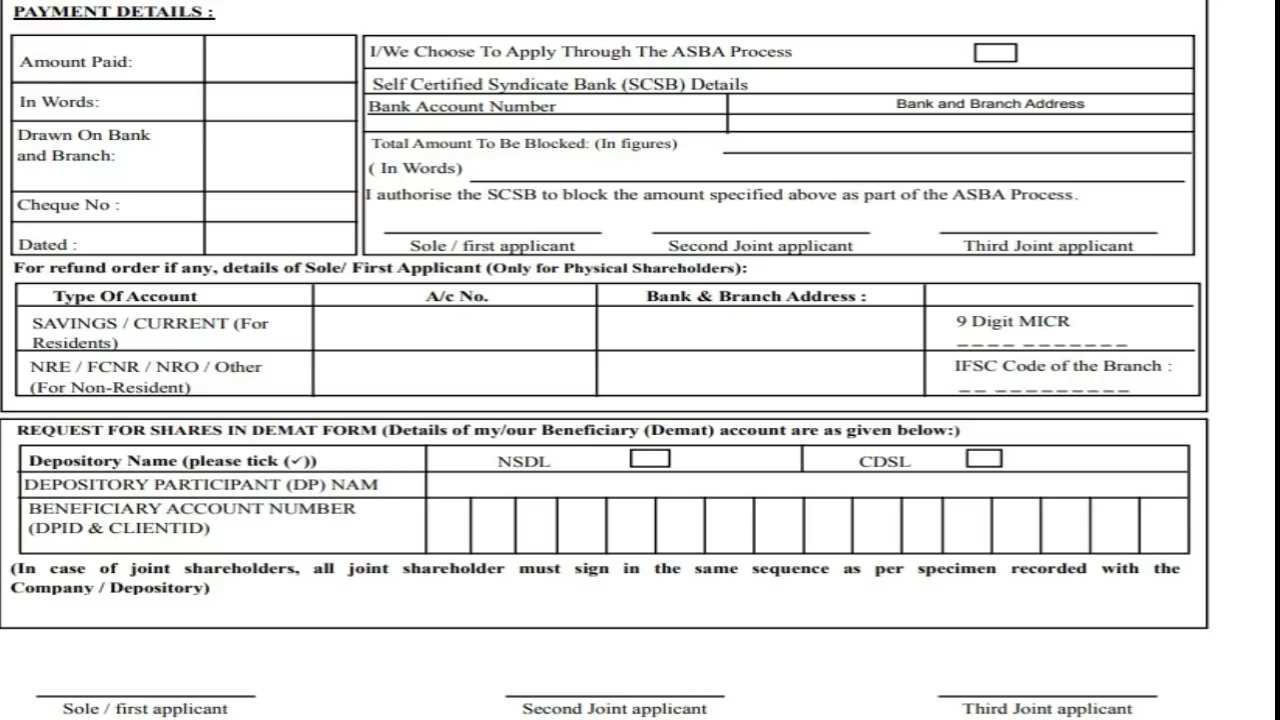 PAYMENT DETAILS :
Amount Paid:
In Words:
Drawn On Bank
and Branch:
Cheque No :
Dated :
I/We Choose To Apply Through The ASBA Process
Self Certified Syndicate Bank (SCSB) Details
Bank Account Number
Bank and Branch Address
Total Amount To Be Blocked: (In figures)
( In Words)
I authorise the SCSB to block the amount specified above as part of the ASBA Process.
Sole / first applicant
Second Joint applicant
Third Joint applicant
For refund order if any, details of Sole/ First Applicant (Only for Physical Shareholders):
Type Of Account
A/c No.
Bank & Branch Address :
SAVINGS / CURRENT (For
Residents)
9 Digit MICR
NRE / FCNR / NRO / Other
(For Non-Resident)
IFSC Code of the Branch :
REQUEST FOR SHARES IN DEMAT FORM (Details of my/our Beneficiary (Demat) account are as given below:)
Depository Name (please tick (✓))
NSDL
CDSL
DEPOSITORY PARTICIPANT (DP) NAM
BENEFICIARY ACCOUNT NUMBER
(DPID & CLIENTID)
(In case of joint shareholders, all joint shareholder must sign in the same sequence as per specimen recorded with the
Company / Depository)
Sole / first applicant
Second Joint applicant
Third Joint applicant